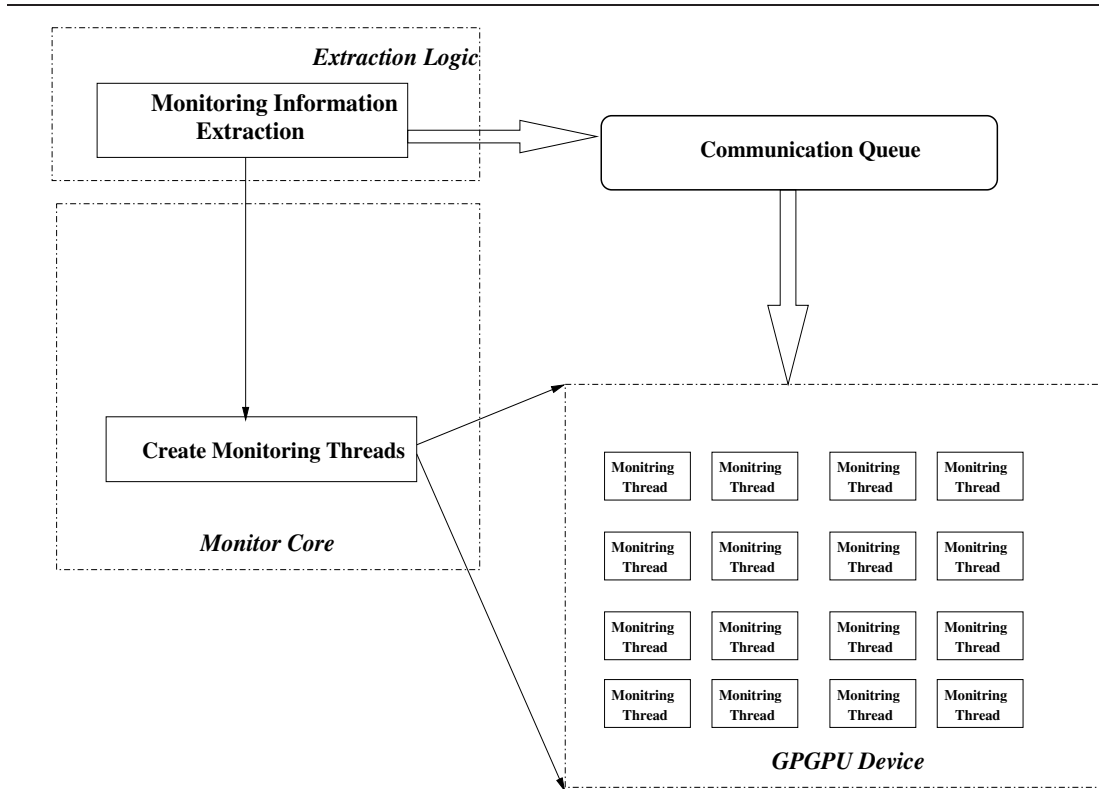 Extraction Logic
Monitoring Information
Extraction
Communication Queue
Create Monitoring Threads
Monitor Core
Monitring Monitring Monitring Monitring
Thread Thread Thread Thread
Monitring Monitring Monitring Monitring
Thread Thread Thread Thread
Monitring Monitring Monitring Monitring
Thread Thread Thread Thread
Monitring Monitring Monitring Monitring
Thread Thread Thread Thread
GPGPU Device